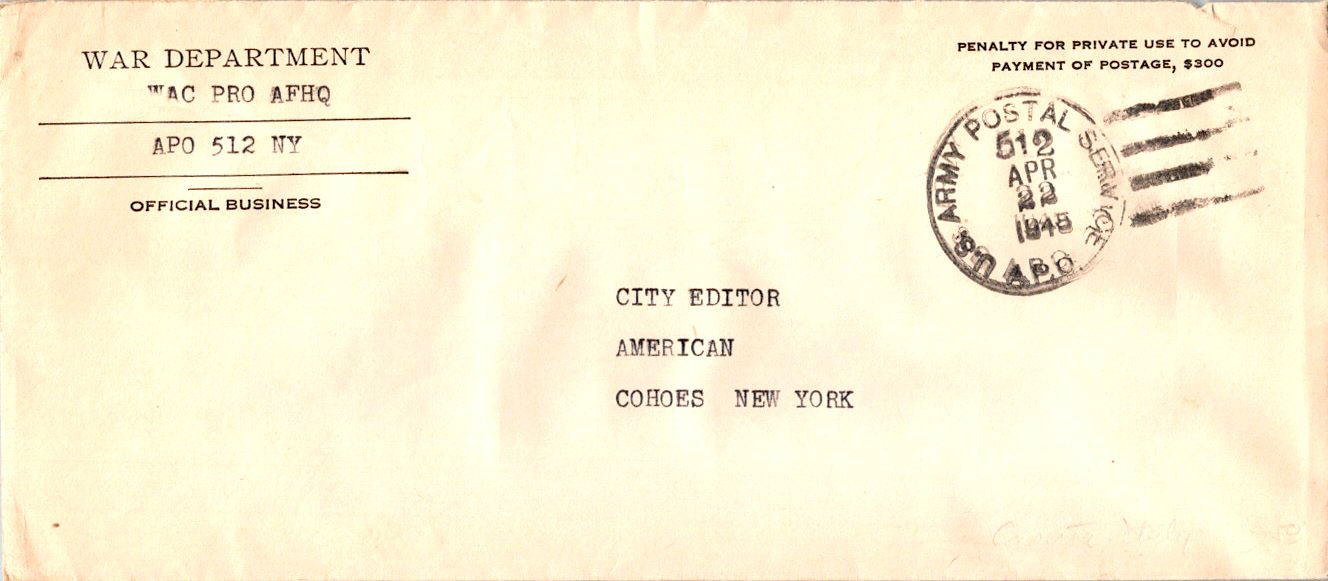 WAR DEPARTMENT
WAC PRO AFHQ
APO 512 NY
OFFICIAL BUSINESS
PENALTY FOR PRIVATE USE TO AVOID
PAYMENT OF POSTAGE, $300
U.S. ARMY POSTAL SERVICE
512
APR
22
1945
A.P.O.
CITY EDITOR
AMERICAN
COHOES NEW YORK
Italy